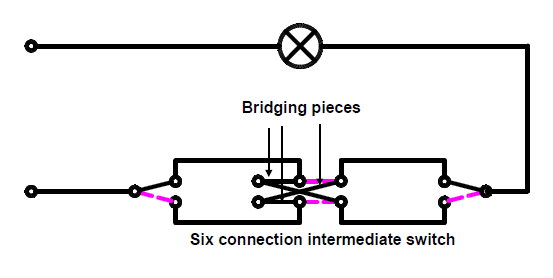 Bridging pieces
Six connection intermediate switch